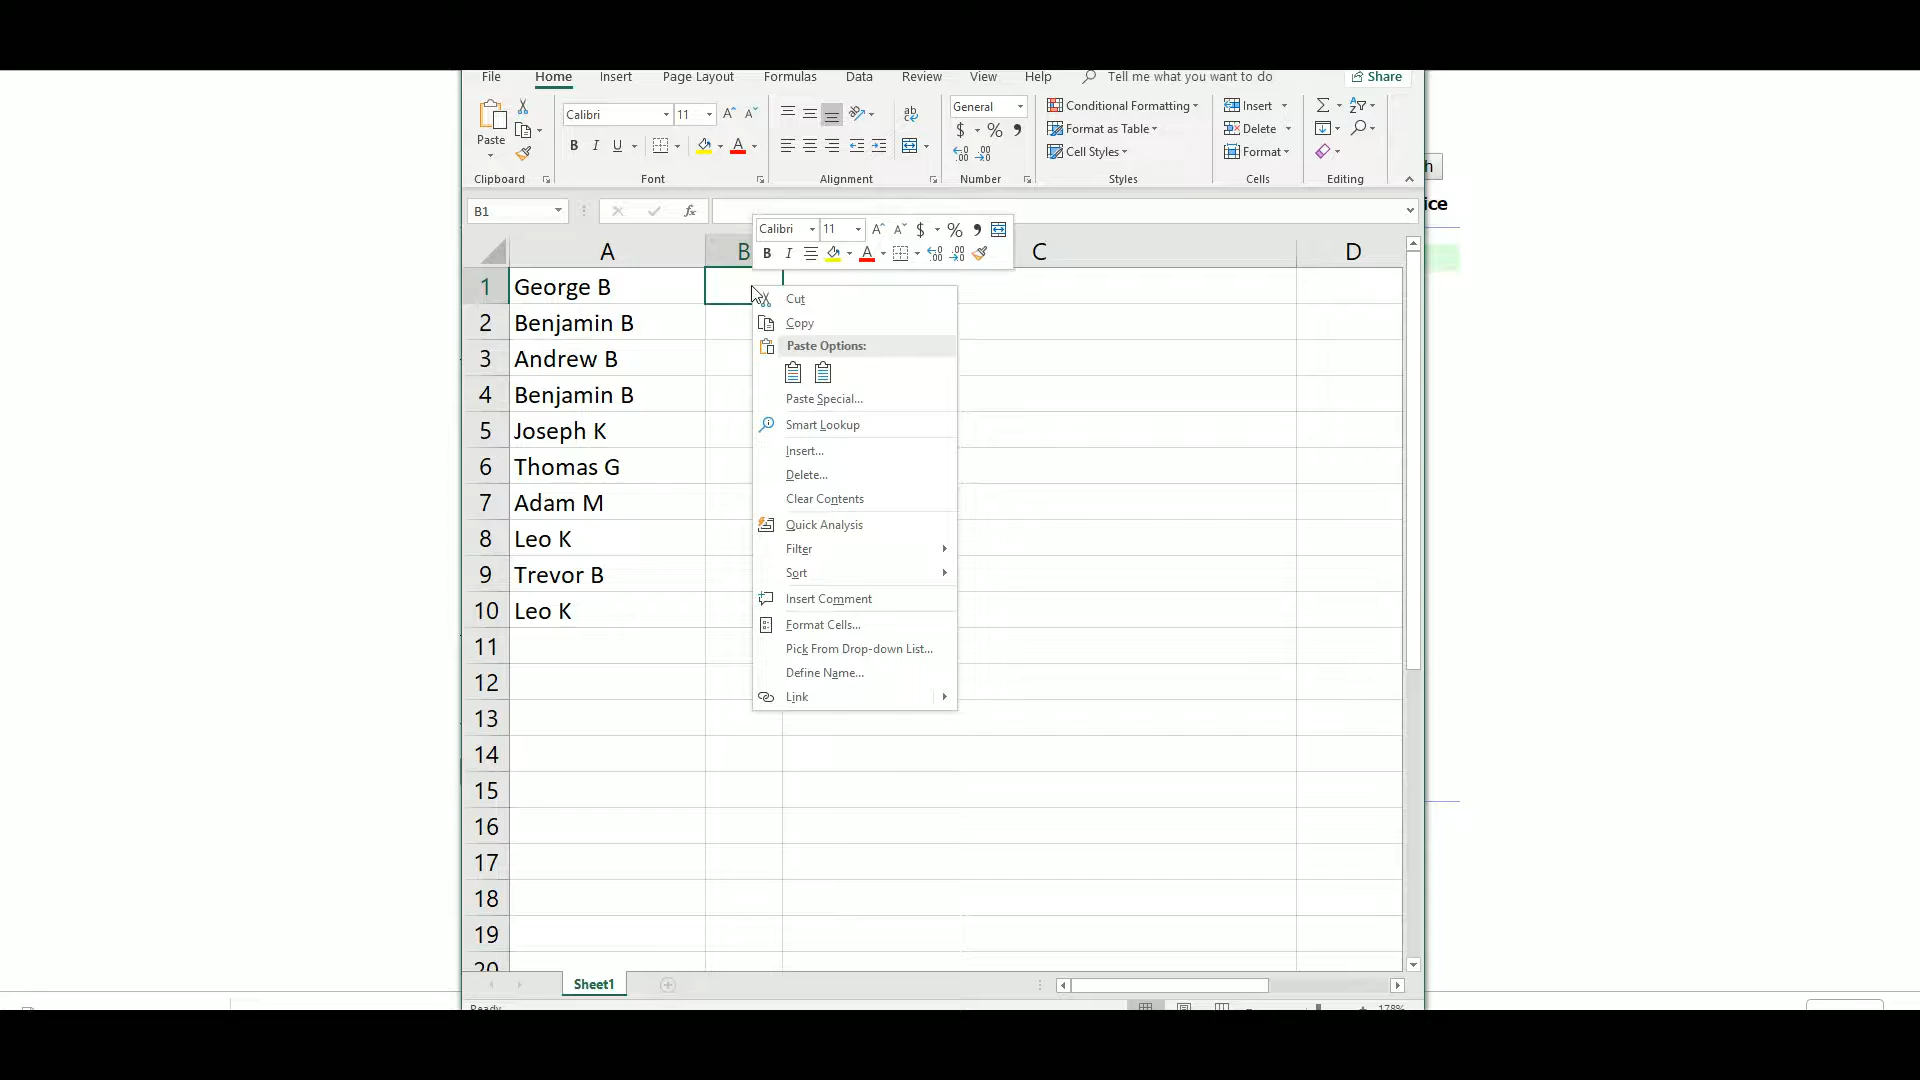 File Home Insert Page Layout Formulas Data Review View Help Tell me what you want to do Share
Calibri 11 A A ab General Conditional Formatting Insert
Paste B I U A $ % , Format as Table Delete
Cell Styles Format
Clipboard Font Alignment Number Styles Cells Editing
h
ice
B1 fx
Calibri 11 A A $ % ,
B I A
A B C D
1 George B
2 Benjamin B
3 Andrew B
4 Benjamin B
5 Joseph K
6 Thomas G
7 Adam M
8 Leo K
9 Trevor B
10 Leo K
11
12
13
14
15
16
17
18
19
20
Cut
Copy
Paste Options:
Paste Special...
Smart Lookup
Insert...
Delete...
Clear Contents
Quick Analysis
Filter
Sort
Insert Comment
Format Cells...
Pick From Drop-down List...
Define Name...
Link
Sheet1
Ready 178%